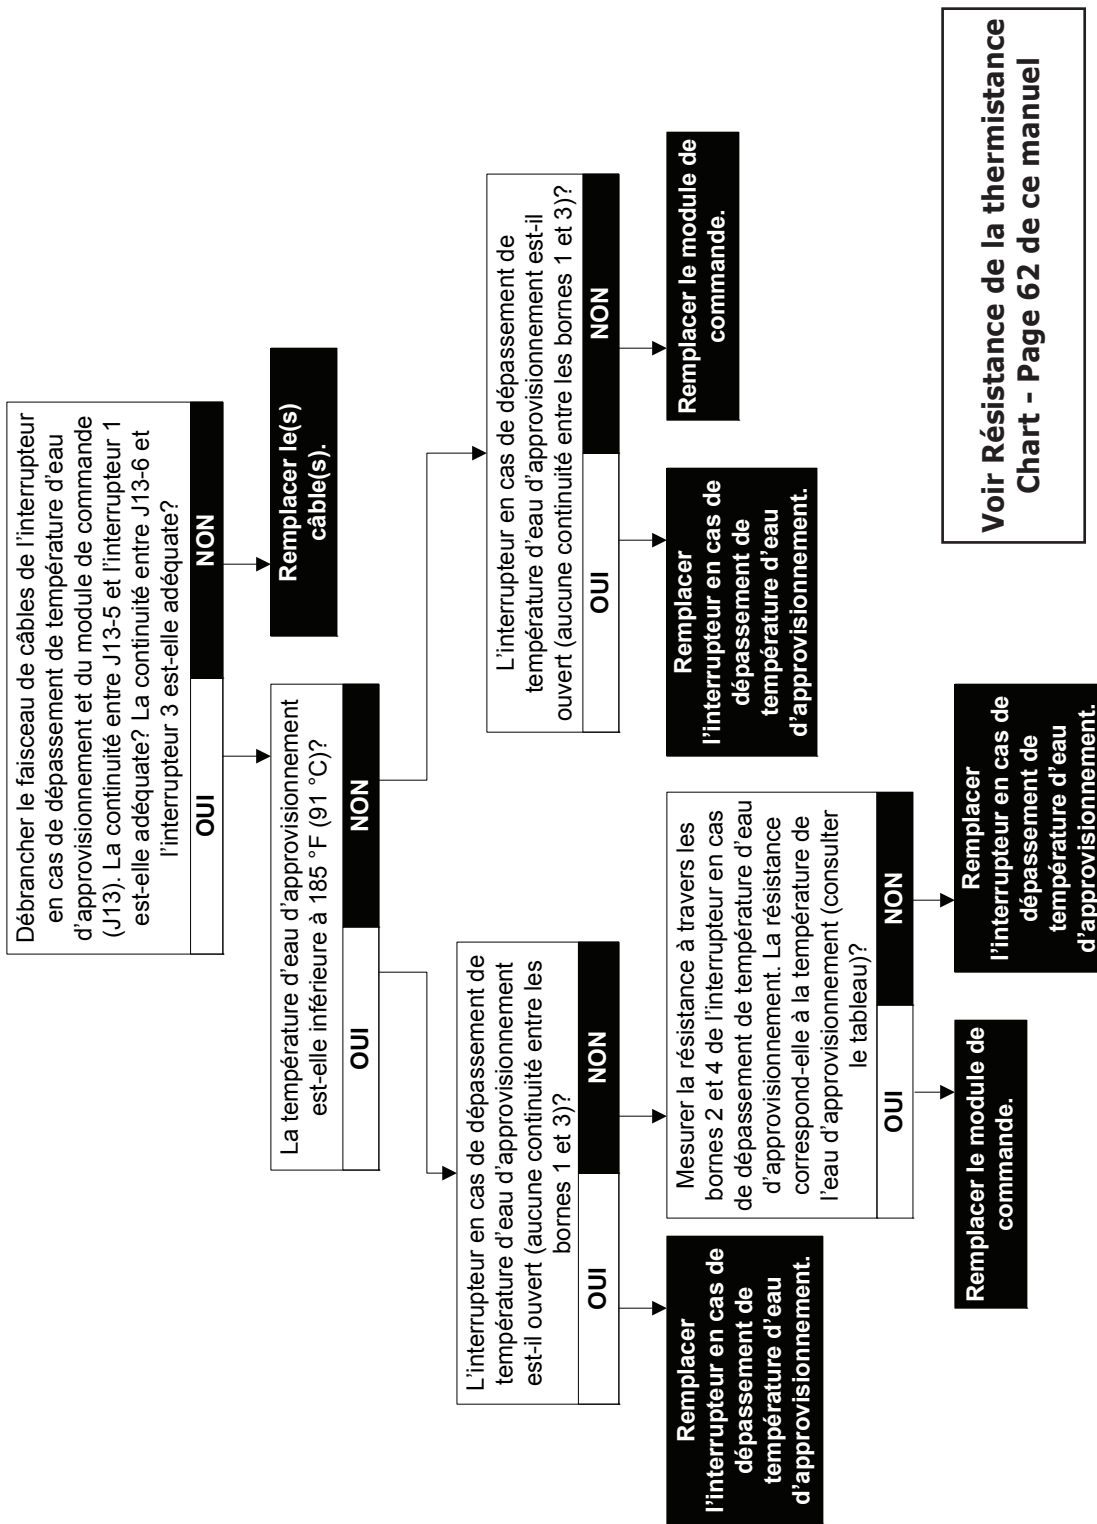 Débrancher le faisceau de câbles de l'interrupteur
en cas de dépassement de température d'eau
d'approvisionnement et du module de commande
(J13). La continuité entre J13-5 et l'interrupteur 1
est-elle adéquate? La continuité entre J13-6 et
l'interrupteur 3 est-elle adéquate?
OUI
NON
Remplacer le(s)
câble(s).
La température d'eau d'approvisionnement
est-elle inférieure à 185 °F (91 °C)?
OUI
NON
L'interrupteur en cas de dépassement de
température d'eau d'approvisionnement
est-il ouvert (aucune continuité entre les
bornes 1 et 3)?
OUI
NON
L'interrupteur en cas de dépassement de
température d'eau d'approvisionnement est-il
ouvert (aucune continuité entre les bornes 1 et 3)?
OUI
NON
Remplacer
l'interrupteur en cas de
dépassement de
température d'eau
d'approvisionnement.
Mesurer la résistance à travers les
bornes 2 et 4 de l'interrupteur en cas
de dépassement de température d'eau
d'approvisionnement. La résistance
correspond-elle à la température de
l'eau d'approvisionnement (consulter
le tableau)?
OUI
NON
Remplacer
l'interrupteur en cas de
dépassement de
température d'eau
d'approvisionnement.
Remplacer le module de
commande.
Remplacer le module de
commande.
Remplacer
l'interrupteur en cas de
dépassement de
température d'eau
d'approvisionnement.
Voir Résistance de la thermistance
Chart - Page 62 de ce manuel